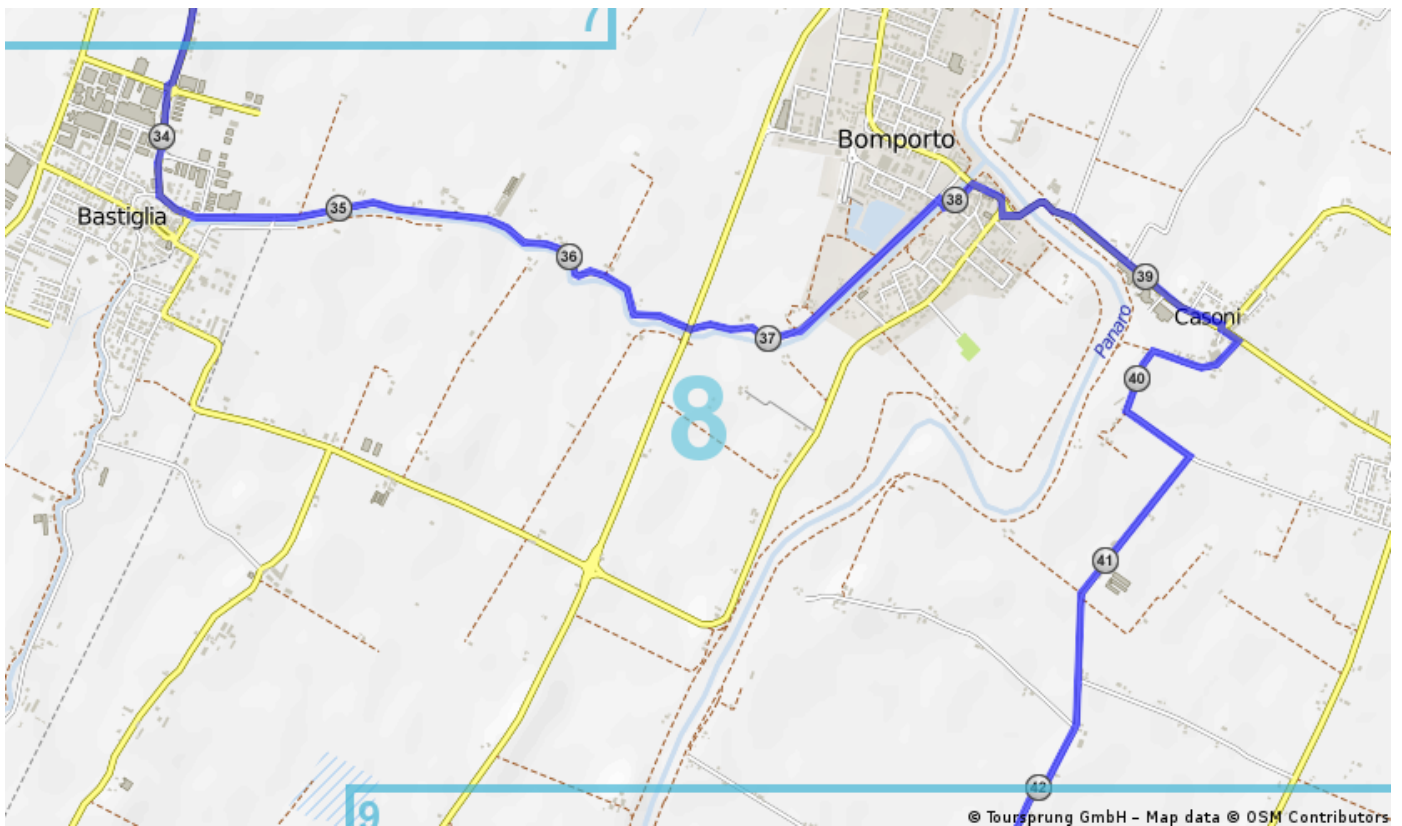 7
34
Bomporto
Bastiglia
35
38
36
39
Casoni
37
Panaro
40
8
41
42
9
© Toursprung GmbH – Map data © OSM Contributors